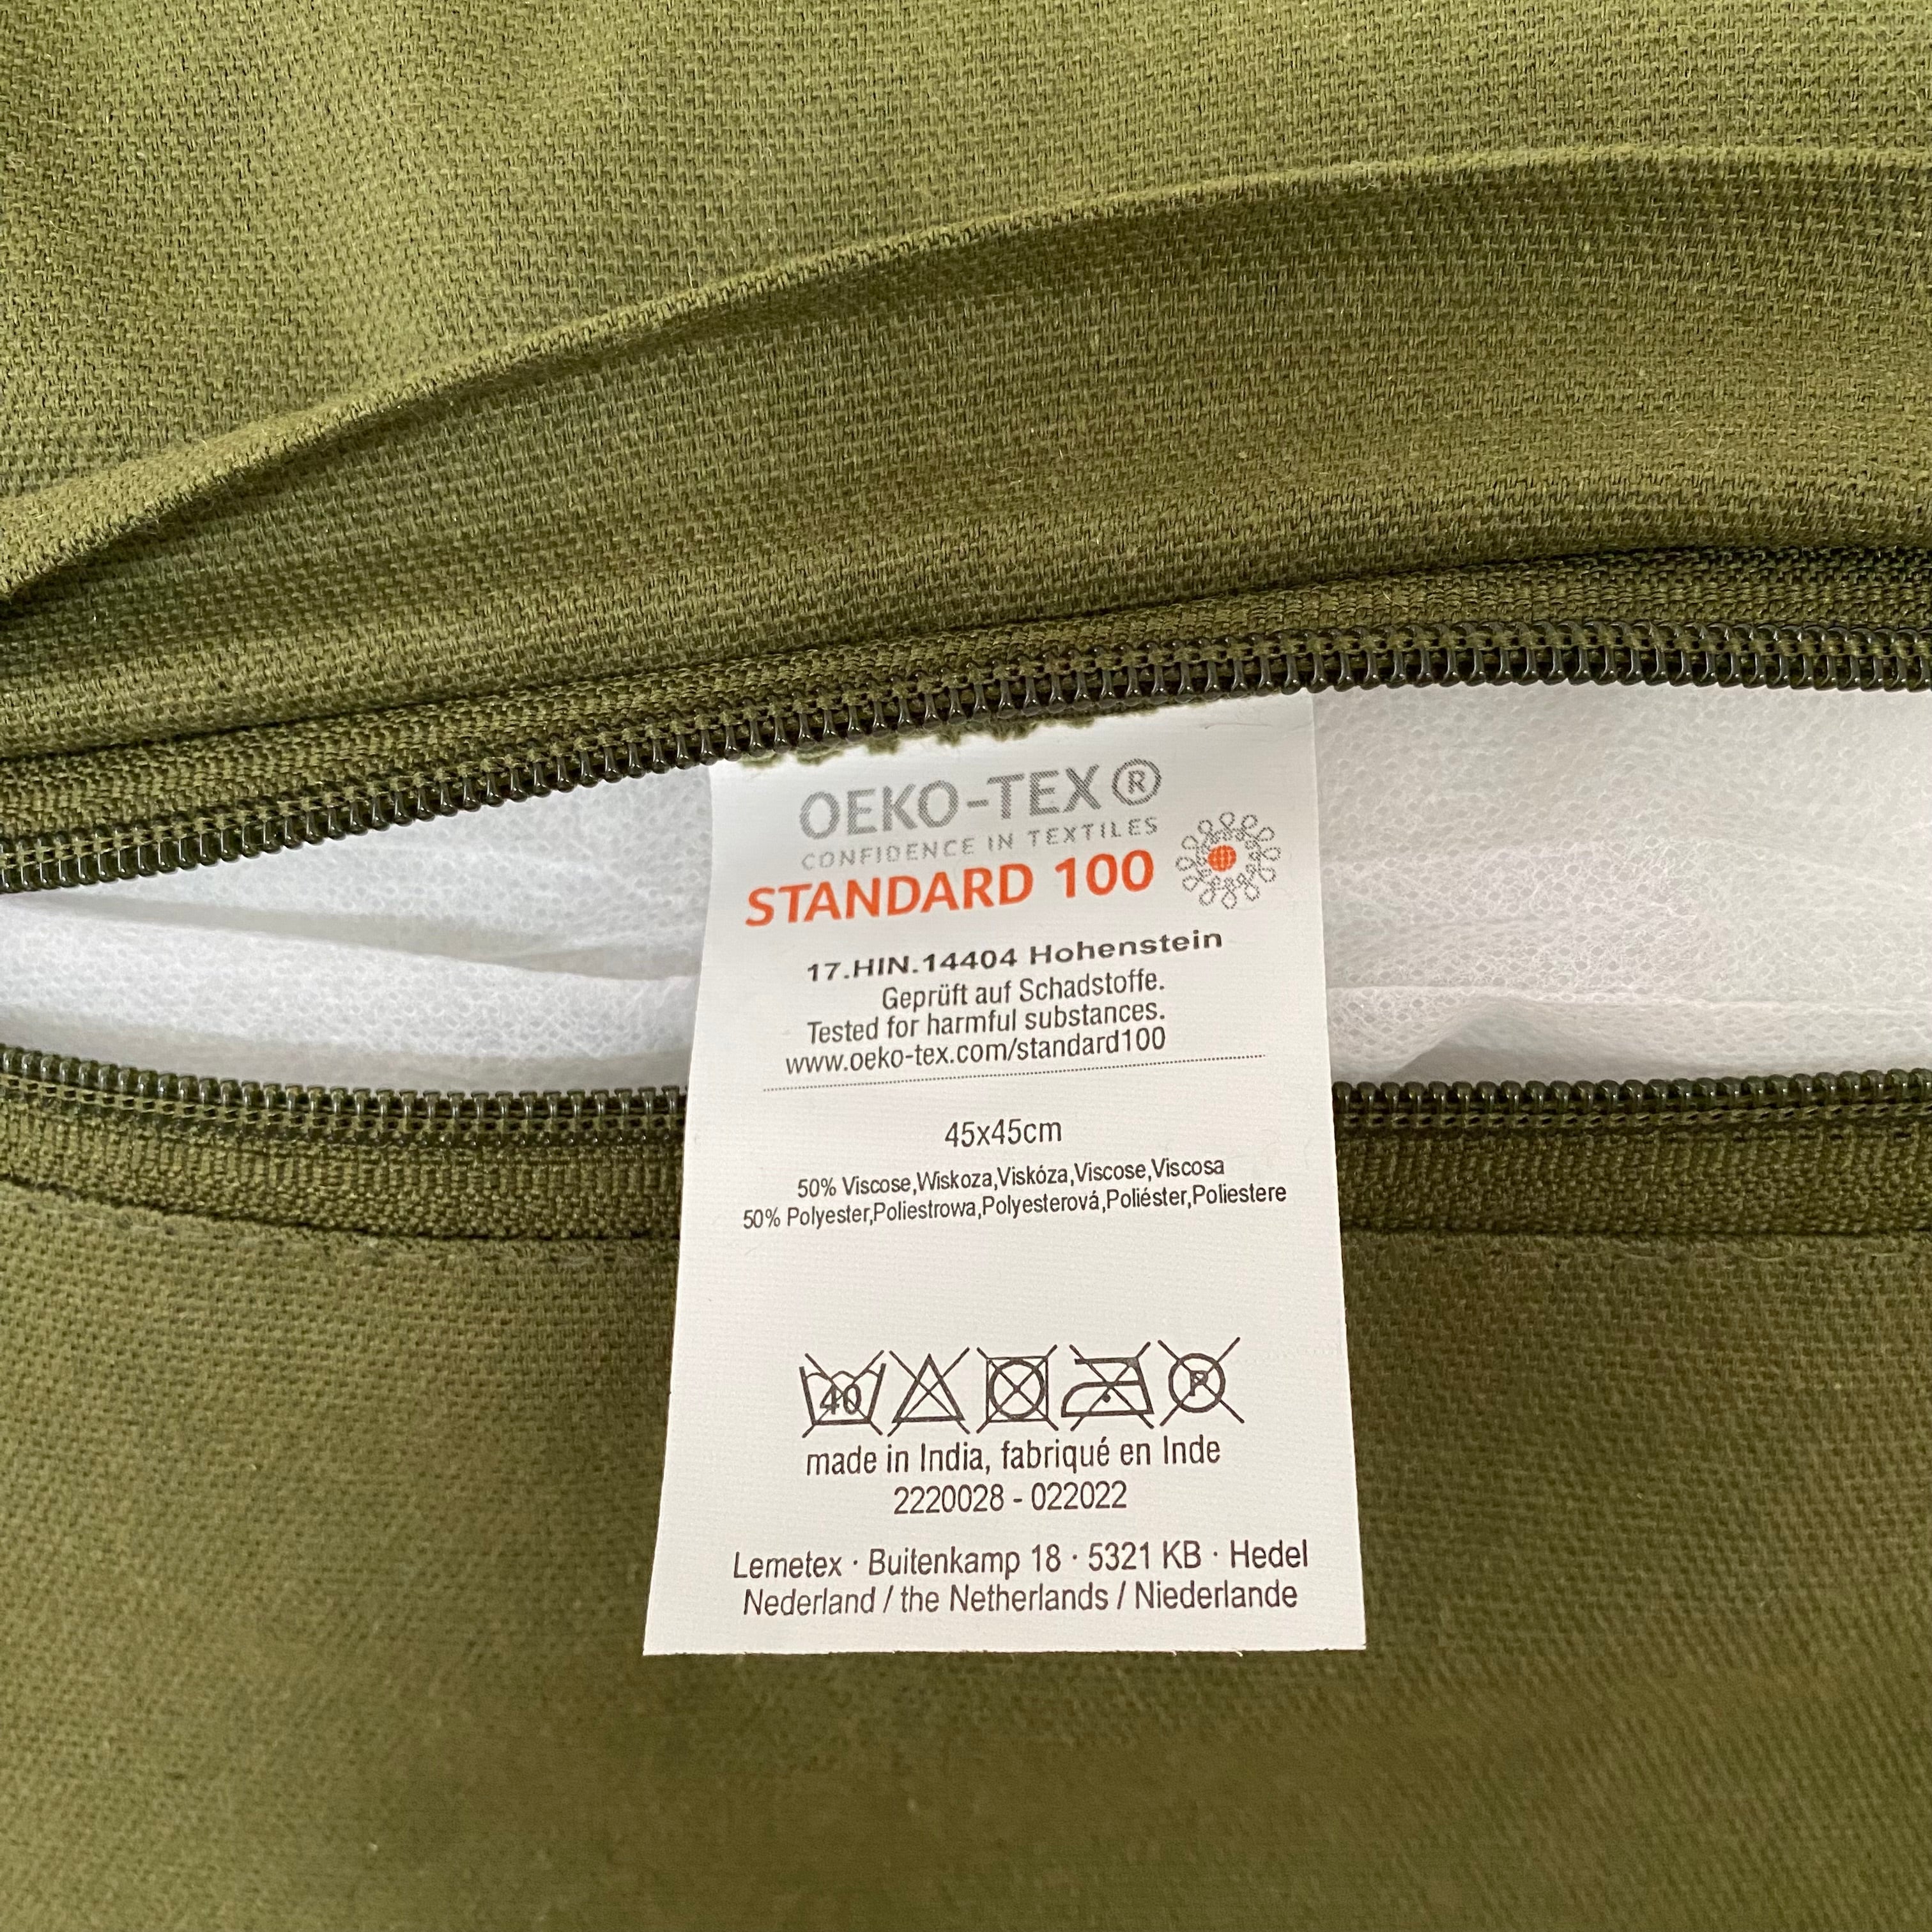 OEKO-TEX®
CONFIDENCE IN TEXTILES
STANDARD 100
17.HIN.14404 Hohenstein
Geprüft auf Schadstoffe.
Tested for harmful substances.
www.oeko-tex.com/standard100
45x45cm
50% Viscose,Wiskoza,Viskóza,Viscose,Viscosa
50% Polyester,Poliestrowa,Polyesterová,Poliéster,Poliestere
40 P
made in India, fabriqué en Inde
2220028 - 022022
Lemetex · Buitenkamp 18 · 5321 KB · Hedel
Nederland / the Netherlands / Niederlande